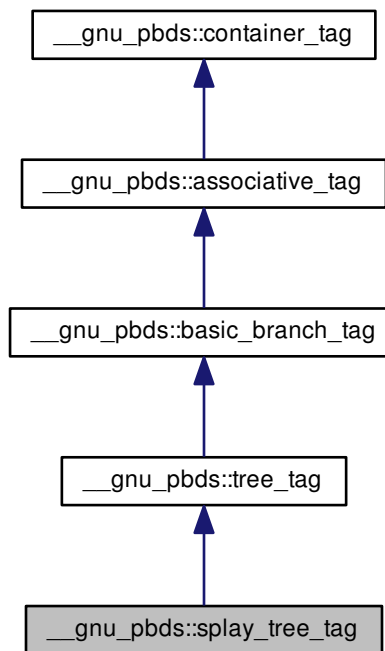 __gnu_pbds::container_tag
__gnu_pbds::associative_tag
__gnu_pbds::basic_branch_tag
__gnu_pbds::tree_tag
__gnu_pbds::splay_tree_tag